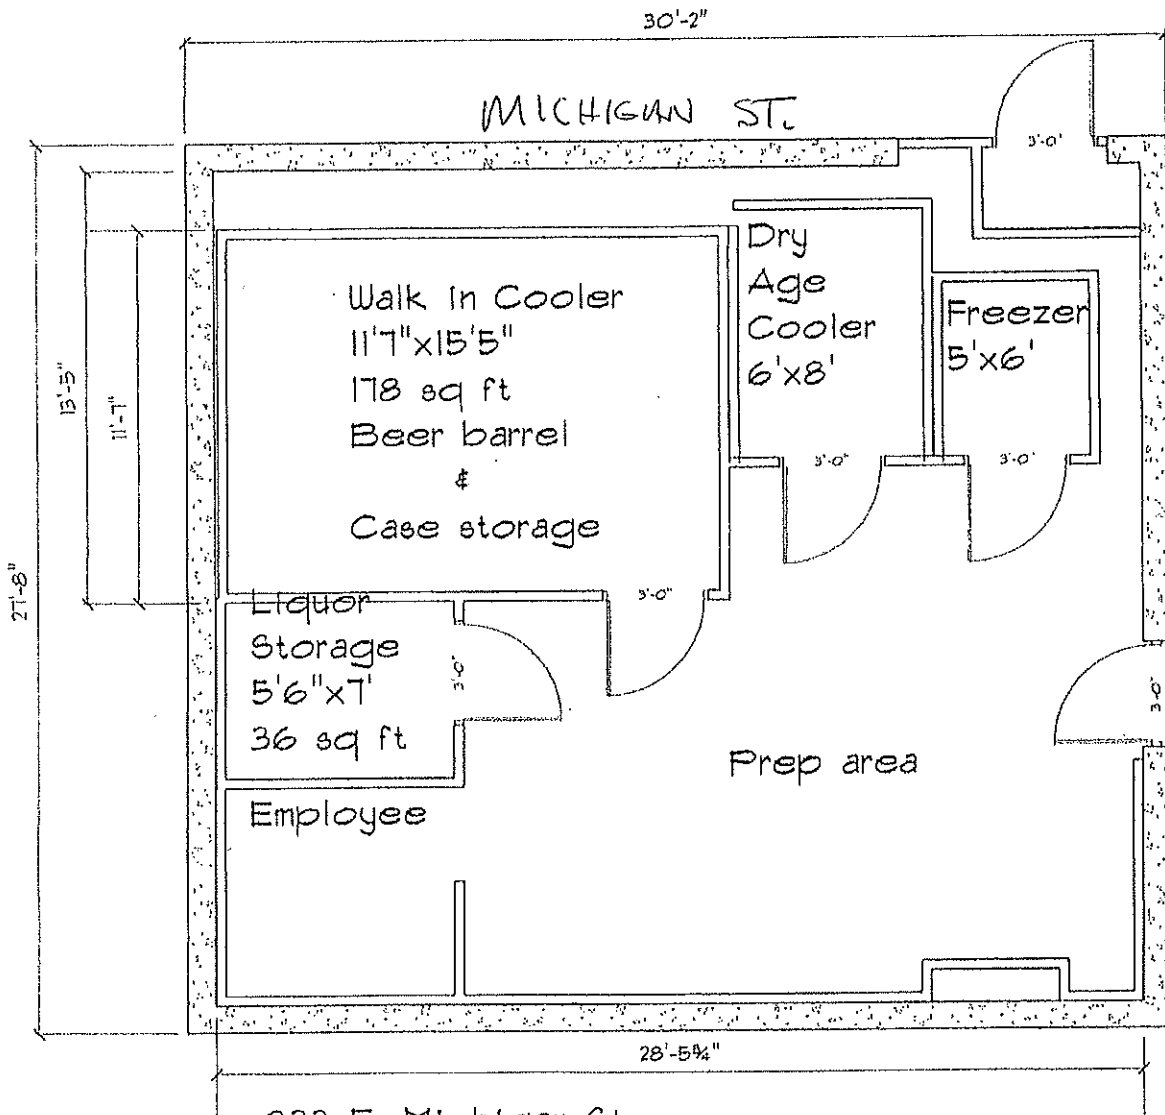 30'-2"
MICHIGAN ST.
3'-0"
Dry
Age
Cooler
6'x8'
Freezer
5'x6'
Walk In Cooler
11'7"x15'5"
178 sq ft
Beer barrel
&
Case storage
13'-5"
11'-7"
27'-8"
3'-0"
3'-0"
3'-0"
Liquor
Storage
5'6"x7'
36 sq ft
3'-0"
3'-0"
Prep area
Employee
28'-5¾"